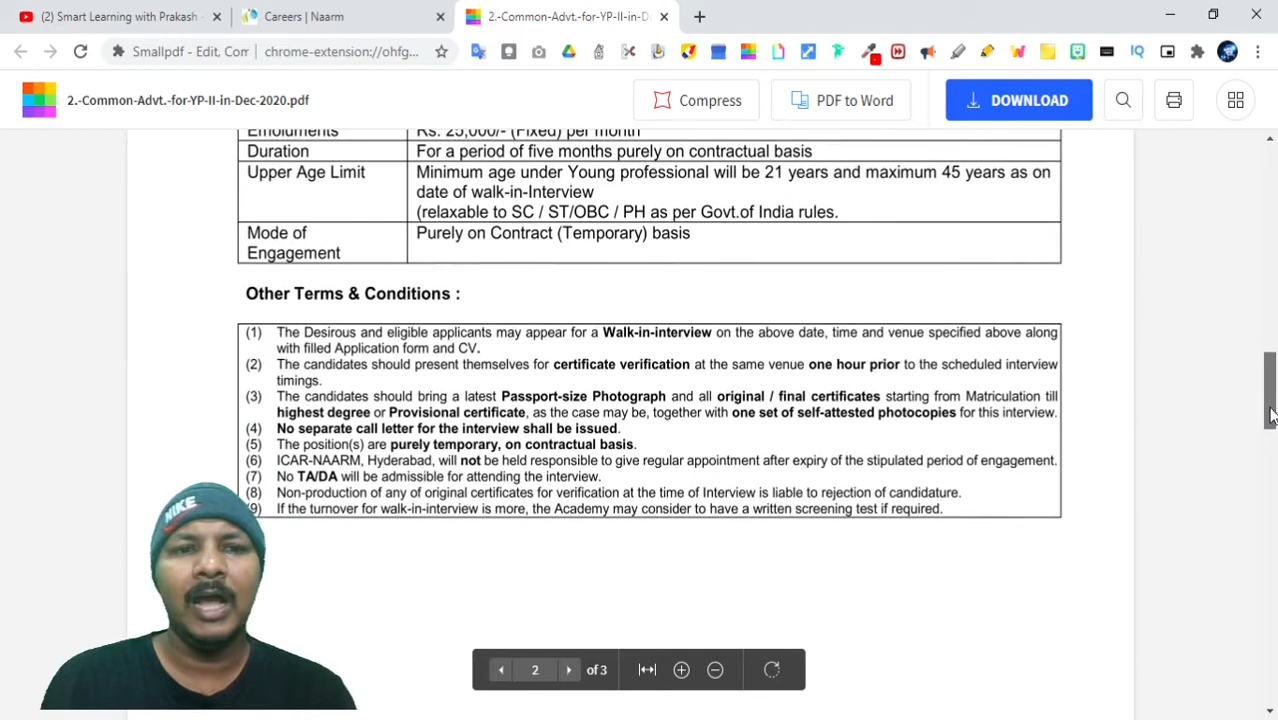 (2) Smart Learning with Prakash
Careers | Naarm
2.-Common-Advt.-for-YP-II-in-De
Smallpdf - Edit, Com
chrome-extension://ohfg...
2.-Common-Advt.-for-YP-II-in-Dec-2020.pdf
Compress
PDF to Word
DOWNLOAD
Emoluments Rs. 25,000/- (Fixed) per month
Duration For a period of five months purely on contractual basis
Upper Age Limit Minimum age under Young professional will be 21 years and maximum 45 years as on
date of walk-in-Interview
(relaxable to SC / ST/OBC / PH as per Govt.of India rules.
Mode of Purely on Contract (Temporary) basis
Engagement
Other Terms & Conditions :
(1) The Desirous and eligible applicants may appear for a Walk-in-interview on the above date, time and venue specified above along
with filled Application form and CV.
(2) The candidates should present themselves for certificate verification at the same venue one hour prior to the scheduled interview
timings.
(3) The candidates should bring a latest Passport-size Photograph and all original / final certificates starting from Matriculation till
highest degree or Provisional certificate, as the case may be, together with one set of self-attested photocopies for this interview.
(4) No separate call letter for the interview shall be issued.
(5) The position(s) are purely temporary, on contractual basis.
(6) ICAR-NAARM, Hyderabad, will not be held responsible to give regular appointment after expiry of the stipulated period of engagement.
(7) No TA/DA will be admissible for attending the interview.
(8) Non-production of any of original certificates for verification at the time of Interview is liable to rejection of candidature.
(9) If the turnover for walk-in-interview is more, the Academy may consider to have a written screening test if required.
NIKE
2 of 3